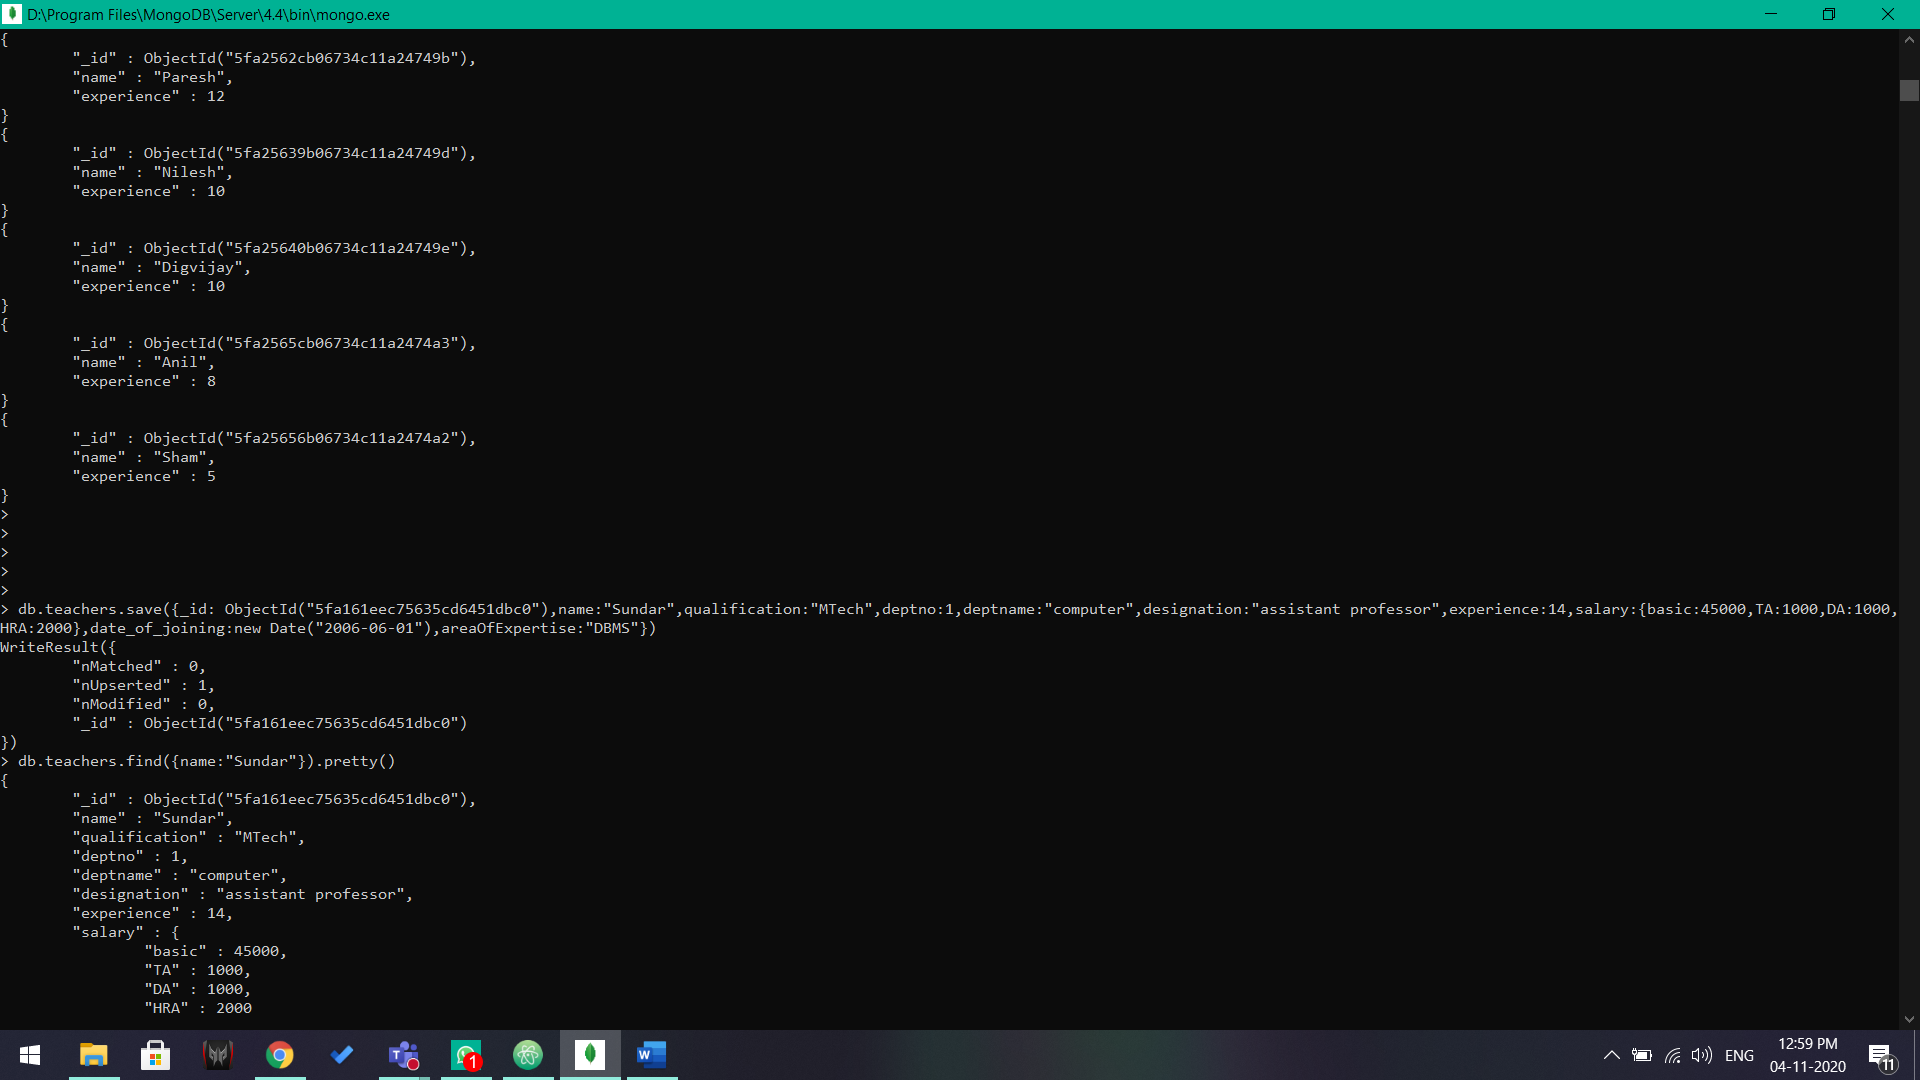 D:\Program Files\MongoDB\Server\4.4\bin\mongo.exe
{
"_id" : ObjectId("5fa2562cb06734c11a24749b"),
"name" : "Paresh",
"experience" : 12
}
{
"_id" : ObjectId("5fa25639b06734c11a24749d"),
"name" : "Nilesh",
"experience" : 10
}
{
"_id" : ObjectId("5fa25640b06734c11a24749e"),
"name" : "Digvijay",
"experience" : 10
}
{
"_id" : ObjectId("5fa2565cb06734c11a2474a3"),
"name" : "Anil",
"experience" : 8
}
{
"_id" : ObjectId("5fa25656b06734c11a2474a2"),
"name" : "Sham",
"experience" : 5
}
>
>
>
>
>
> db.teachers.save({_id: ObjectId("5fa161eec75635cd6451dbc0"),name:"Sundar",qualification:"MTech",deptno:1,deptname:"computer",designation:"assistant professor",experience:14,salary:{basic:45000,TA:1000,DA:1000,
HRA:2000},date_of_joining:new Date("2006-06-01"),areaOfExpertise:"DBMS"})
WriteResult({
"nMatched" : 0,
"nUpserted" : 1,
"nModified" : 0,
"_id" : ObjectId("5fa161eec75635cd6451dbc0")
})
> db.teachers.find({name:"Sundar"}).pretty()
{
"_id" : ObjectId("5fa161eec75635cd6451dbc0"),
"name" : "Sundar",
"qualification" : "MTech",
"deptno" : 1,
"deptname" : "computer",
"designation" : "assistant professor",
"experience" : 14,
"salary" : {
"basic" : 45000,
"TA" : 1000,
"DA" : 1000,
"HRA" : 2000
1
ENG
12:59 PM
04-11-2020
11